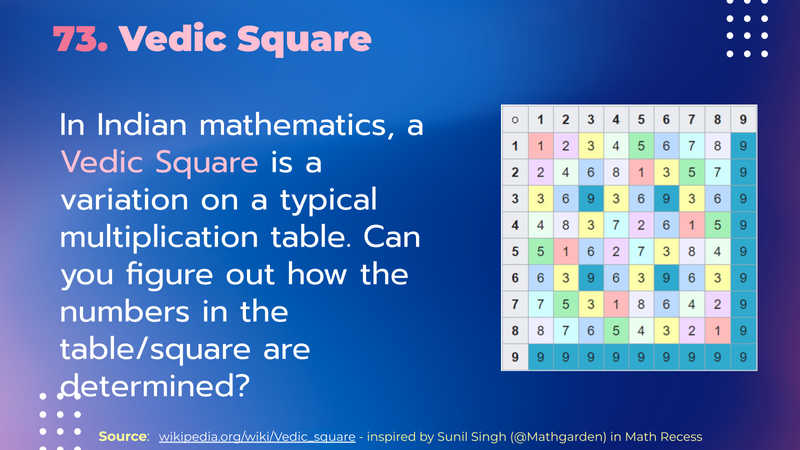 73. Vedic Square
In Indian mathematics, a
Vedic Square is a
variation on a typical
multiplication table. Can
you figure out how the
numbers in the
table/square are
determined?
○ 1 2 3 4 5 6 7 8 9
1 1 2 3 4 5 6 7 8 9
2 2 4 6 8 1 3 5 7 9
3 3 6 9 3 6 9 3 6 9
4 4 8 3 7 2 6 1 5 9
5 5 1 6 2 7 3 8 4 9
6 6 3 9 6 3 9 6 3 9
7 7 5 3 1 8 6 4 2 9
8 8 7 6 5 4 3 2 1 9
9 9 9 9 9 9 9 9 9 9
Source: wikipedia.org/wiki/Vedic_square - inspired by Sunil Singh (@Mathgarden) in Math Recess